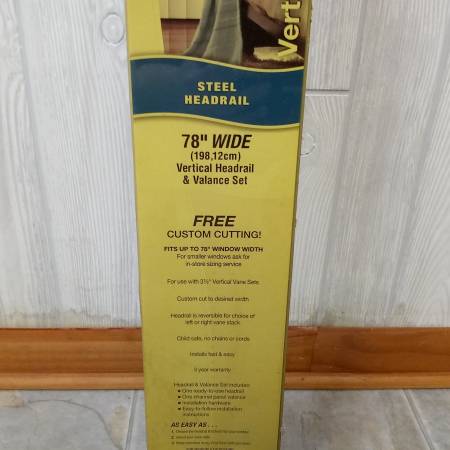 Vert
STEEL
HEADRAIL
78" WIDE
(198,12cm)
Vertical Headrail
& Valance Set
FREE
CUSTOM CUTTING!
FITS UP TO 78" WINDOW WIDTH
For smaller windows ask for
in-store sizing service
For use with 3½" Vertical Vane Sets
Custom cut to desired width
Headrail is reversible for choice of
left or right vane stack
Child safe, no chains or cords
Installs fast & easy
5 year warranty
Headrail & Valance Set includes:
• One ready-to-use headrail
• One channel panel valance
• Installation hardware
• Easy-to-follow installation
instructions
AS EASY AS . . .